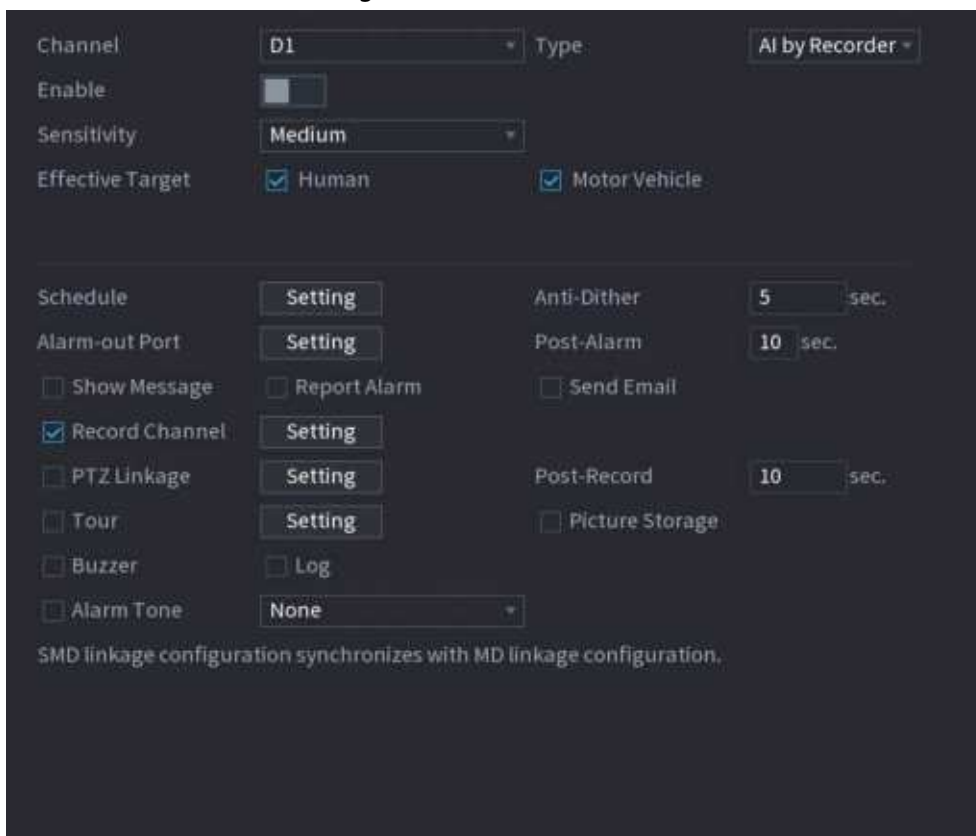 Channel D1 Type AI by Recorder
Enable
Sensitivity Medium
Effective Target Human Motor Vehicle
Schedule Setting Anti-Dither 5 sec.
Alarm-out Port Setting Post-Alarm 10 sec.
Show Message Report Alarm Send Email
Record Channel Setting
PTZ Linkage Setting Post-Record 10 sec.
Tour Setting Picture Storage
Buzzer Log
Alarm Tone None
SMD linkage configuration synchronizes with MD linkage configuration.